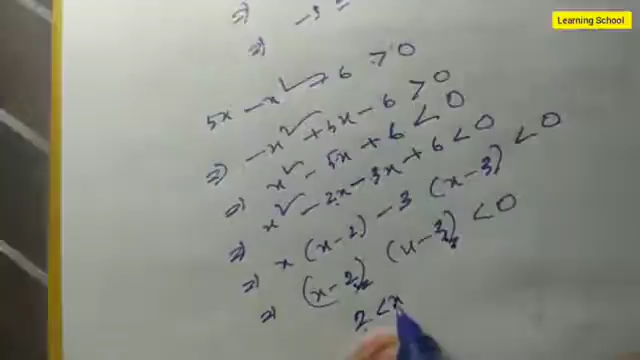 Learning School
=) -3 =
=)
5x - x² - 6 > 0
=) -x² + 5x - 6 > 0
=) x² - 5x + 6 < 0
=) x² - 2x - 3x + 6 < 0
=) x (x-2) - 3 (x-3) < 0
=) (x-2) (x-3) < 0
2 < x